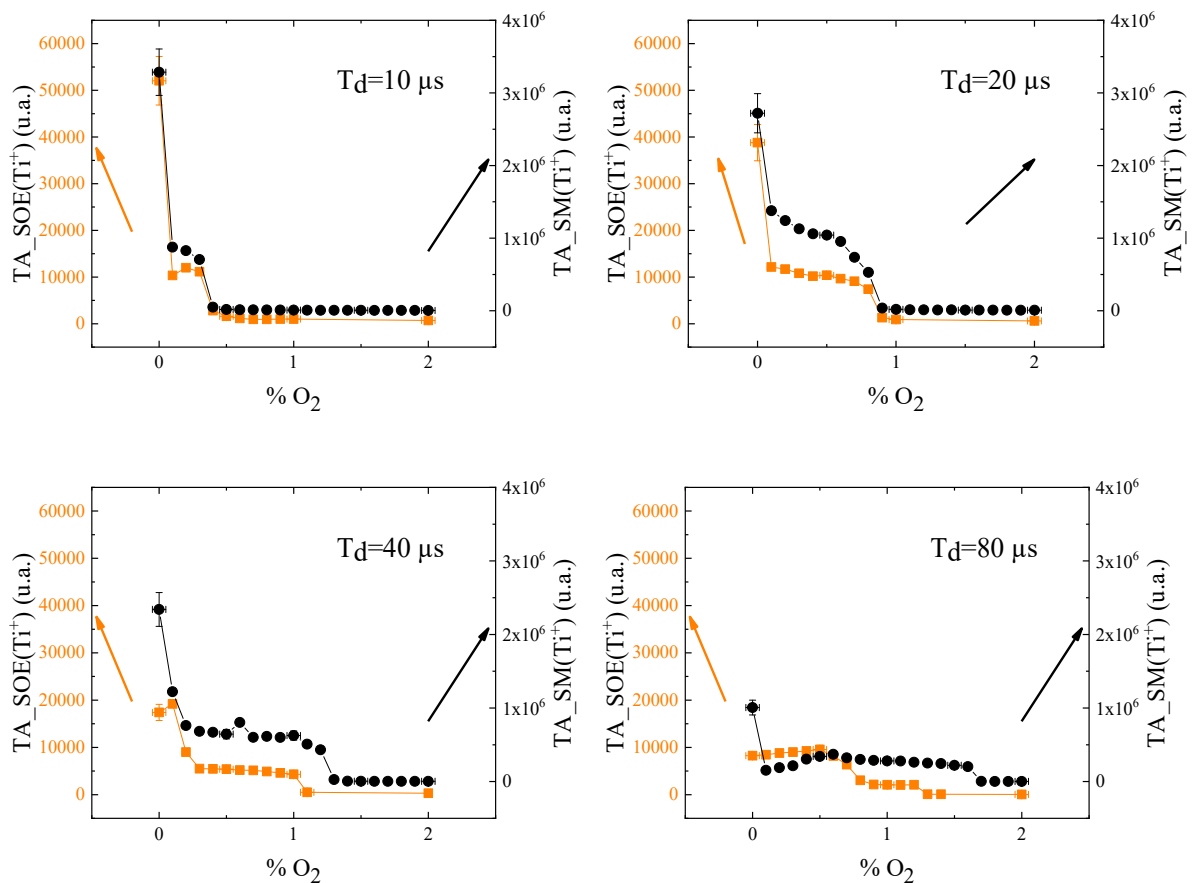 T_d=10 µs
TA_SOE(Ti⁺) (u.a.)
60000
50000
40000
30000
20000
10000
0
TA_SM(Ti⁺) (u.a.)
4x10⁶
3x10⁶
2x10⁶
1x10⁶
0
0 1 2
% O₂
T_d=20 µs
TA_SOE(Ti⁺) (u.a.)
60000
50000
40000
30000
20000
10000
0
TA_SM(Ti⁺) (u.a.)
4x10⁶
3x10⁶
2x10⁶
1x10⁶
0
0 1 2
% O₂
T_d=40 µs
TA_SOE(Ti⁺) (u.a.)
60000
50000
40000
30000
20000
10000
0
TA_SM(Ti⁺) (u.a.)
4x10⁶
3x10⁶
2x10⁶
1x10⁶
0
0 1 2
% O₂
T_d=80 µs
TA_SOE(Ti⁺) (u.a.)
60000
50000
40000
30000
20000
10000
0
TA_SM(Ti⁺) (u.a.)
4x10⁶
3x10⁶
2x10⁶
1x10⁶
0
0 1 2
% O₂